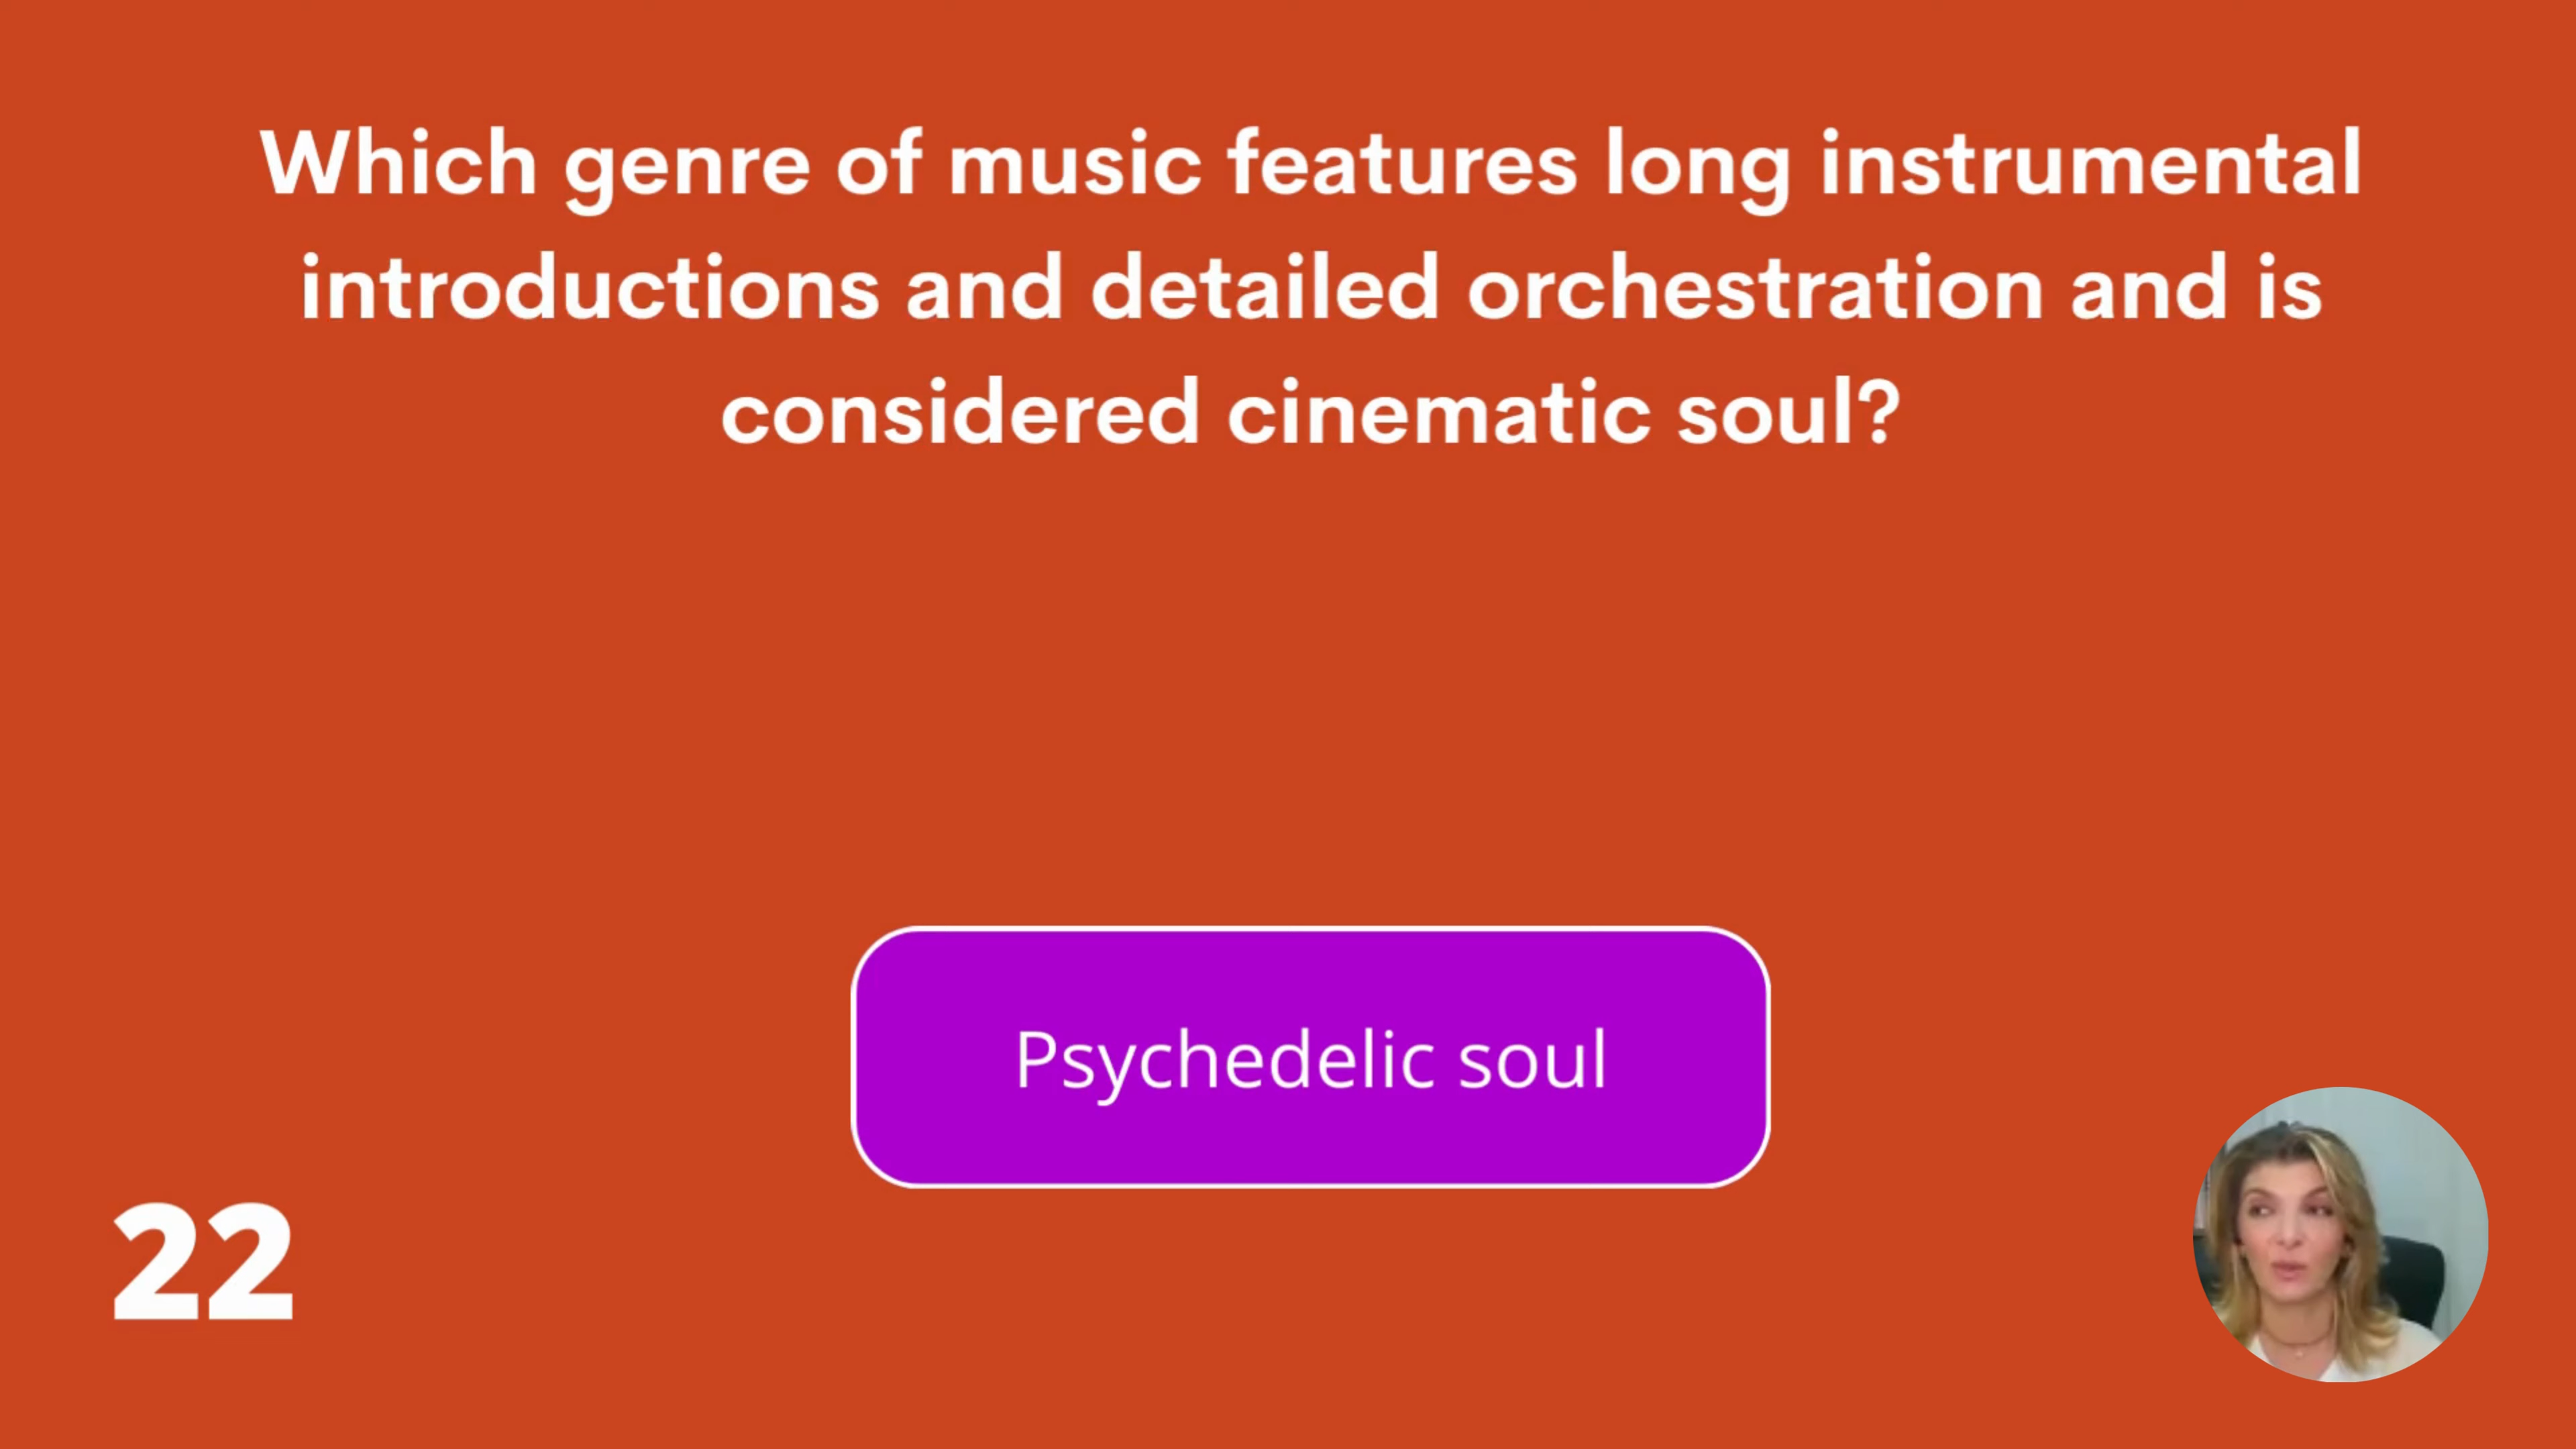 Which genre of music features long instrumental
introductions and detailed orchestration and is
considered cinematic soul?
Psychedelic soul
22